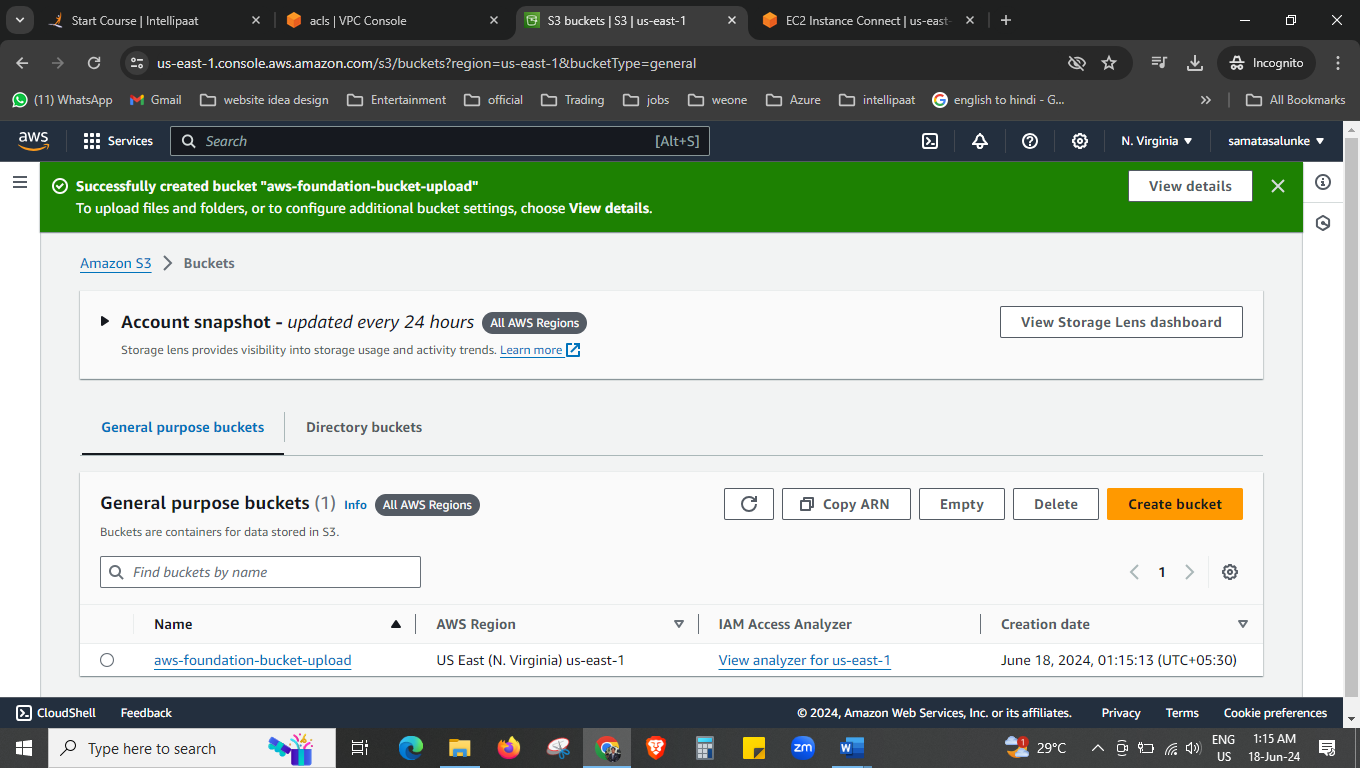 Start Course | Intellipaat
acls | VPC Console
S3 buckets | S3 | us-east-1
EC2 Instance Connect | us-east-
us-east-1.console.aws.amazon.com/s3/buckets?region=us-east-1&bucketType=general
Incognito
(11) WhatsApp
Gmail
website idea design
Entertainment
official
Trading
jobs
weone
Azure
intellipaat
english to hindi - G...
All Bookmarks
aws
Services
Search
[Alt+S]
N. Virginia
samatasalunke
Successfully created bucket "aws-foundation-bucket-upload"
To upload files and folders, or to configure additional bucket settings, choose View details.
View details
Amazon S3
Buckets
Account snapshot - updated every 24 hours
All AWS Regions
Storage lens provides visibility into storage usage and activity trends. Learn more
View Storage Lens dashboard
General purpose buckets
Directory buckets
General purpose buckets (1)
Info
All AWS Regions
Buckets are containers for data stored in S3.
Copy ARN
Empty
Delete
Create bucket
Find buckets by name
1
Name
AWS Region
IAM Access Analyzer
Creation date
aws-foundation-bucket-upload
US East (N. Virginia) us-east-1
View analyzer for us-east-1
June 18, 2024, 01:15:13 (UTC+05:30)
CloudShell
Feedback
© 2024, Amazon Web Services, Inc. or its affiliates.
Privacy
Terms
Cookie preferences
Type here to search
zm
W
1
29°C
ENG
US
1:15 AM
18-Jun-24